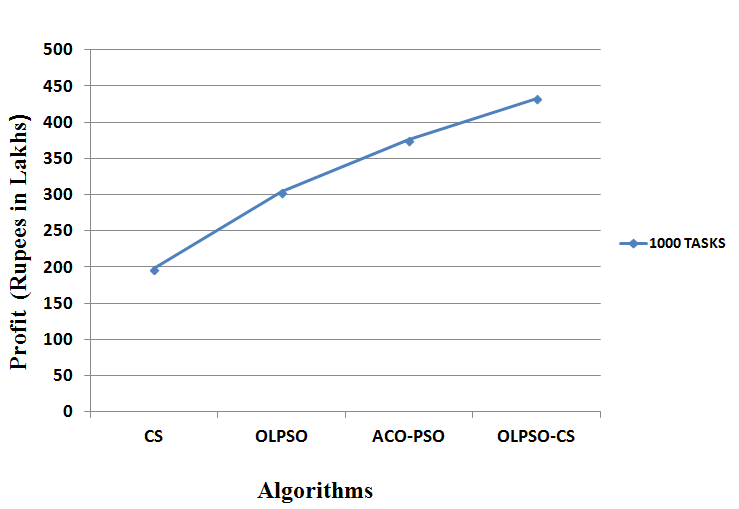 500
450
400
350
300
250
200
150
100
50
0
Profit (Rupees in Lakhs)
CS OLPSO ACO-PSO OLPSO-CS
Algorithms
1000 TASKS